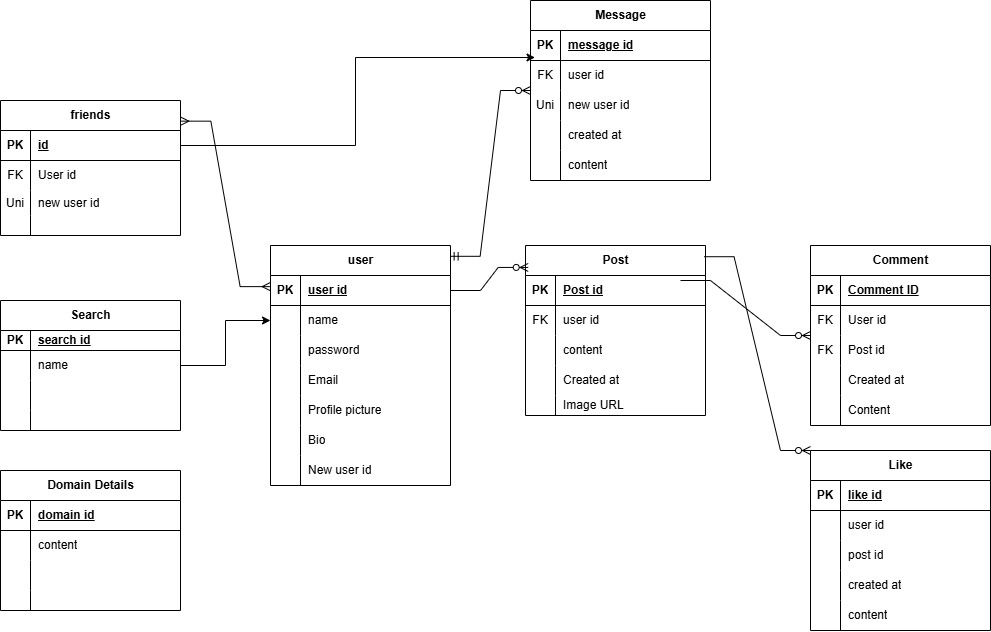 Message
PK message id
FK user id
Uni new user id
created at
content
friends
PK id
FK User id
Uni new user id
user
PK user id
name
password
Email
Profile picture
Bio
New user id
Post
PK Post id
FK user id
content
Created at
Image URL
Comment
PK Comment ID
FK User id
FK Post id
Created at
Content
Search
PK search id
name
Like
PK like id
user id
post id
created at
content
Domain Details
PK domain id
content